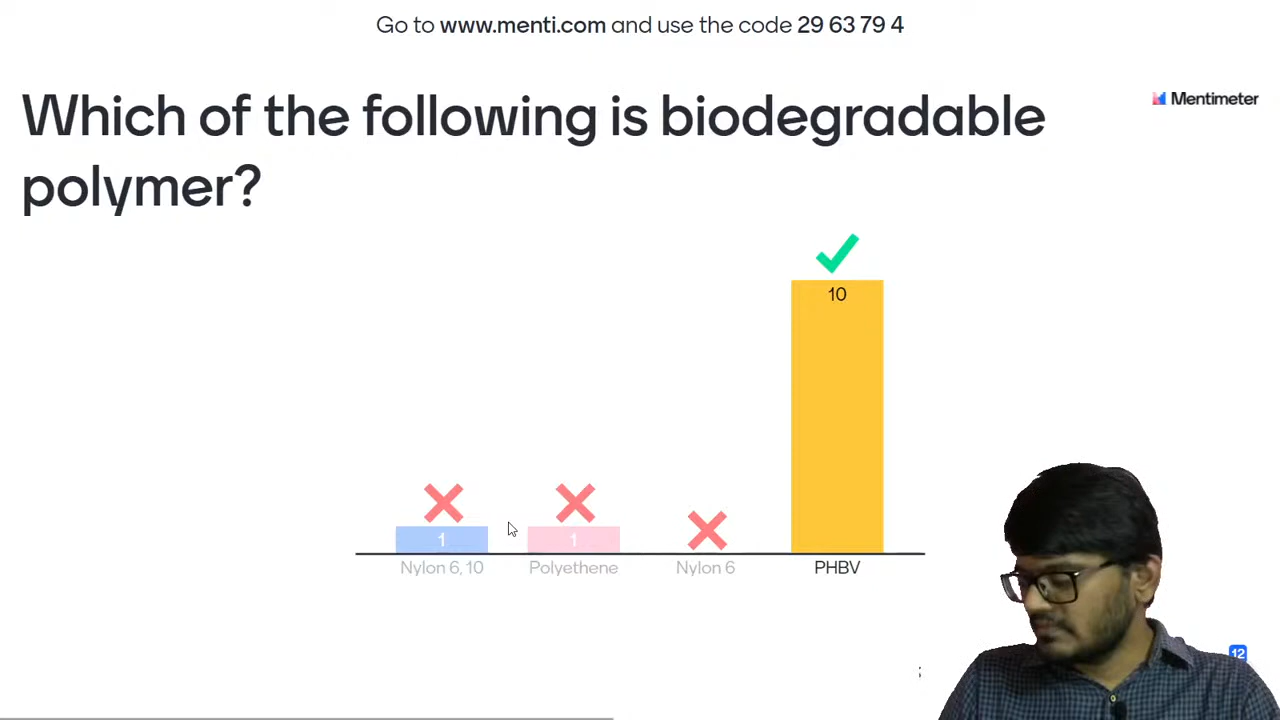 Go to www.menti.com and use the code 29 63 79 4
Mentimeter
Which of the following is biodegradable
polymer?
10
1
1
Nylon 6, 10
Polyethene
Nylon 6
PHBV
12